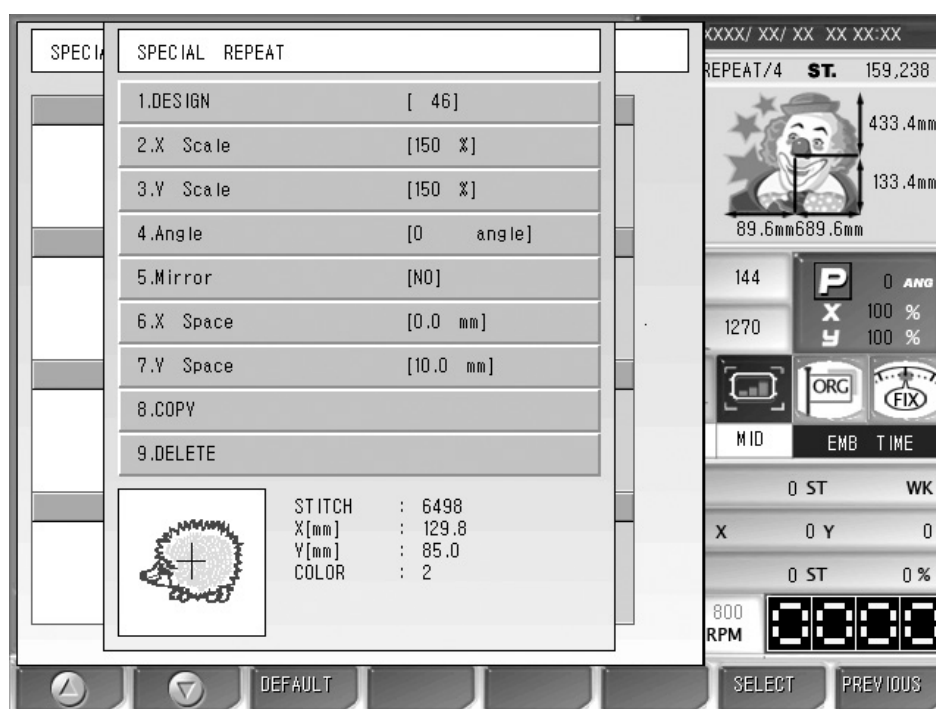 SPECIA
SPECIAL REPEAT
1.DESIGN [ 46]
2.X Scale [150 %]
3.Y Scale [150 %]
4.Angle [0 angle]
5.Mirror [NO]
6.X Space [0.0 mm]
7.Y Space [10.0 mm]
8.COPY
9.DELETE
STITCH : 6498
X[mm] : 129.8
Y[mm] : 85.0
COLOR : 2
XXXX/ XX/ XX XX XX:XX
REPEAT/4 ST. 159,238
433.4mm
133.4mm
89.6mm689.6mm
144
P 0 ANG
X 100 %
1270
y 100 %
ORG
FIX
MID
EMB TIME
0 ST WK
X 0 Y 0
0 ST 0 %
800
RPM
0000
DEFAULT
SELECT
PREVIOUS